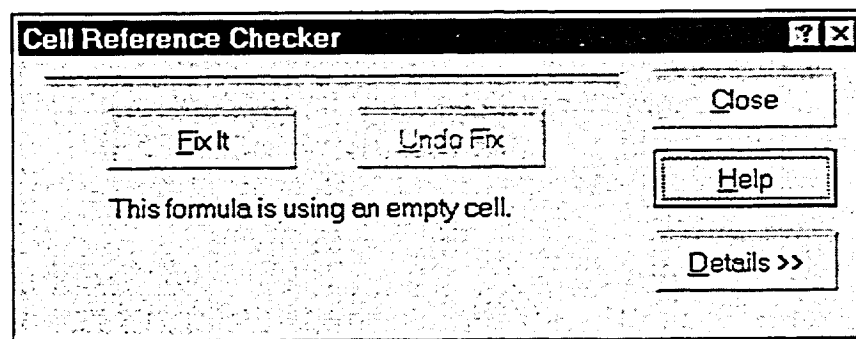 Cell Reference Checker
Fix It
Undo Fix
This formula is using an empty cell.
Close
Help
Details >>